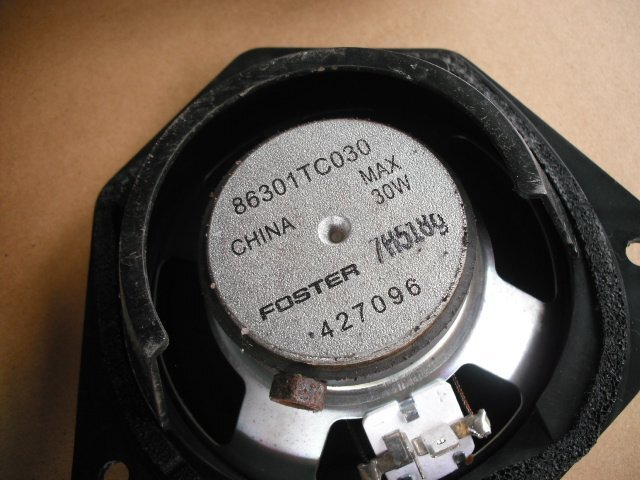 86301TC030
MAX
30W
CHINA
7H5189
FOSTER
427096